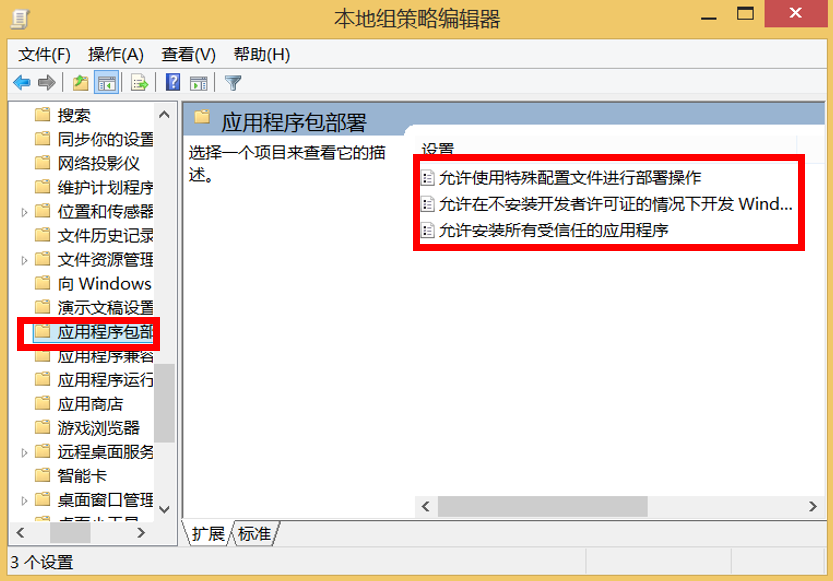 本地组策略编辑器
文件(F) 操作(A) 查看(V) 帮助(H)
搜索
同步你的设置
网络投影仪
维护计划程序
位置和传感器
文件历史记录
文件资源管理
向 Windows
演示文稿设置
应用程序包部
应用程序兼容
应用程序运行
应用商店
游戏浏览器
远程桌面服务
智能卡
桌面窗口管理
桌面小工具
应用程序包部署
选择一个项目来查看它的描
述。
设置
允许使用特殊配置文件进行部署操作
允许在不安装开发者许可证的情况下开发 Wind...
允许安装所有受信任的应用程序
扩展 标准
3 个设置